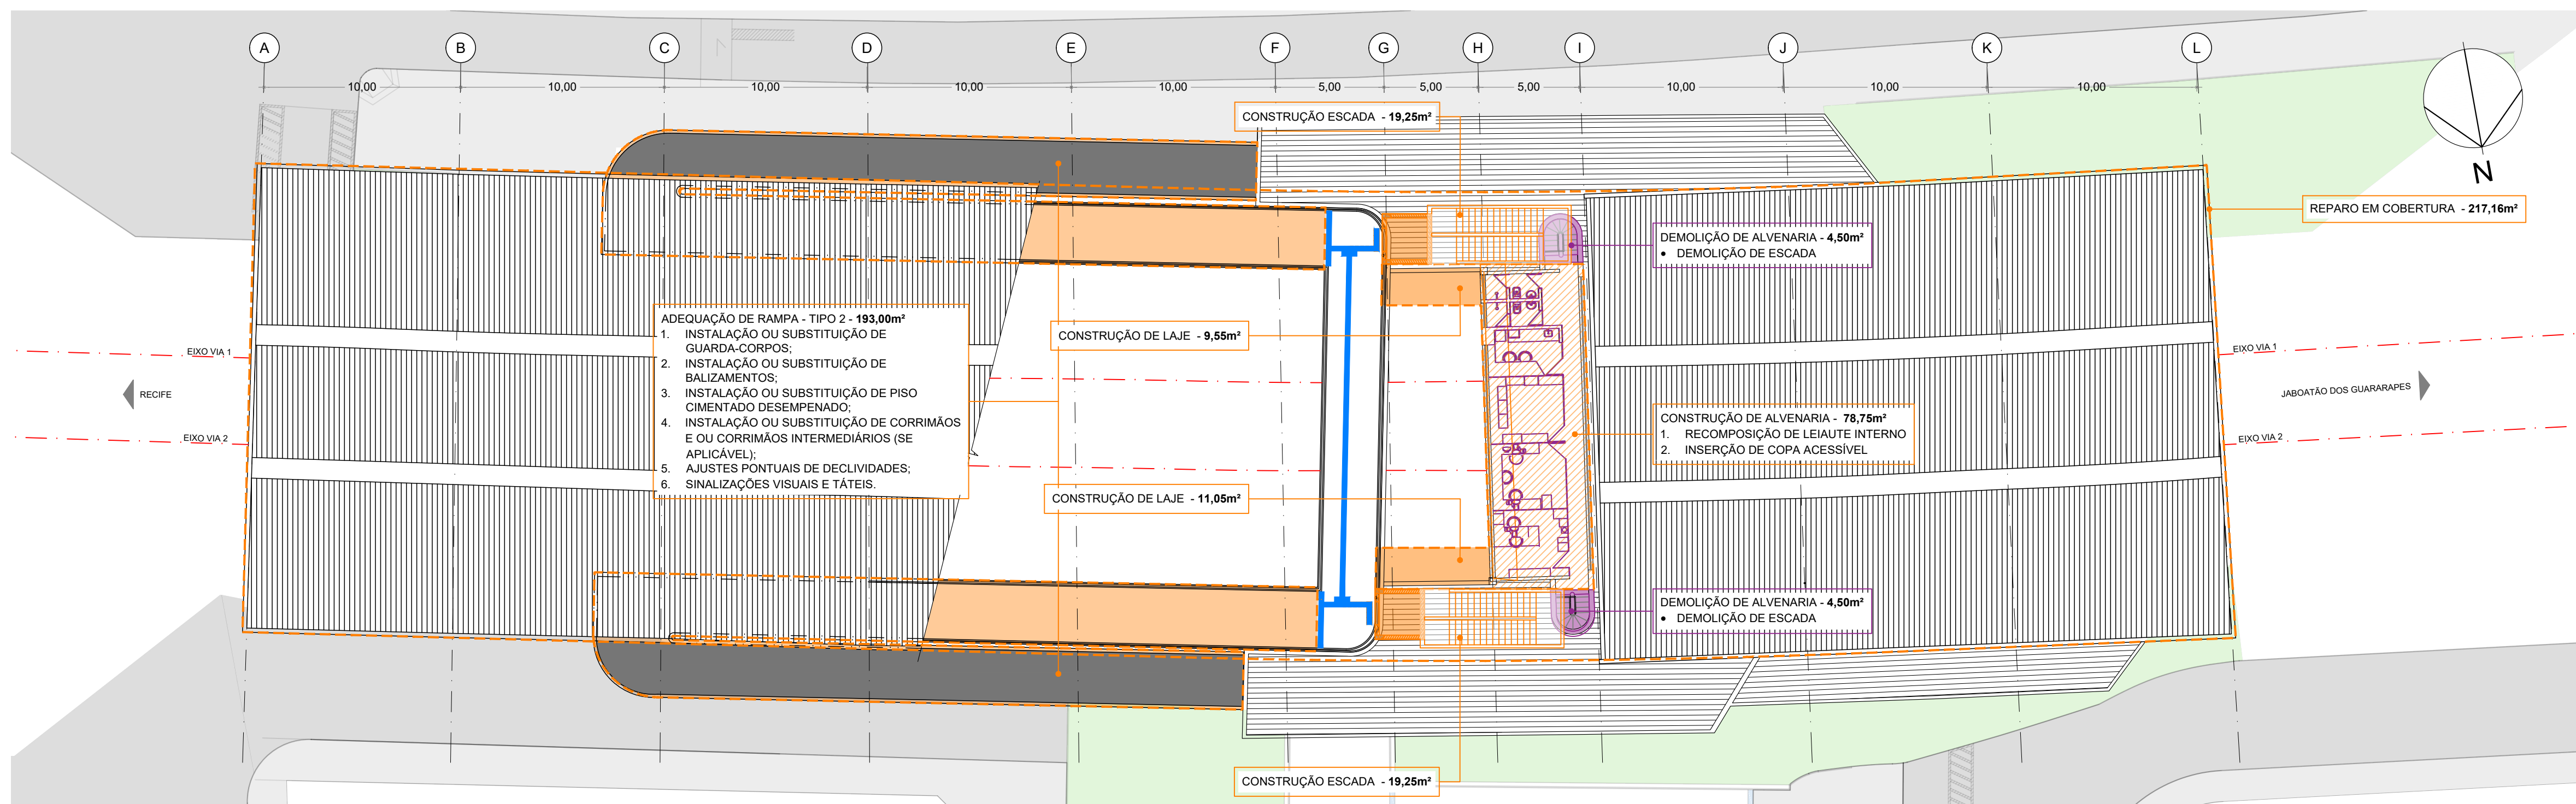 A B C D E F G H I J K L
10,00 10,00 10,00 10,00 10,00 5,00 5,00 5,00 10,00 10,00 10,00
N
CONSTRUÇÃO ESCADA - 19,25m²
REPARO EM COBERTURA - 217,16m²
DEMOLIÇÃO DE ALVENARIA - 4,50m²
• DEMOLIÇÃO DE ESCADA
ADEQUAÇÃO DE RAMPA - TIPO 2 - 193,00m²
1. INSTALAÇÃO OU SUBSTITUIÇÃO DE
GUARDA-CORPOS;
2. INSTALAÇÃO OU SUBSTITUIÇÃO DE
BALIZAMENTOS;
3. INSTALAÇÃO OU SUBSTITUIÇÃO DE PISO
CIMENTADO DESEMPENADO;
4. INSTALAÇÃO OU SUBSTITUIÇÃO DE CORRIMÃOS
E OU CORRIMÃOS INTERMEDIÁRIOS (SE
APLICÁVEL);
5. AJUSTES PONTUAIS DE DECLIVIDADES;
6. SINALIZAÇÕES VISUAIS E TÁTEIS.
CONSTRUÇÃO DE LAJE - 9,55m²
EIXO VIA 1
EIXO VIA 1
RECIFE
JABOATÃO DOS GUARARAPES
EIXO VIA 2
EIXO VIA 2
CONSTRUÇÃO DE ALVENARIA - 78,75m²
1. RECOMPOSIÇÃO DE LEIAUTE INTERNO
2. INSERÇÃO DE COPA ACESSÍVEL
CONSTRUÇÃO DE LAJE - 11,05m²
DEMOLIÇÃO DE ALVENARIA - 4,50m²
• DEMOLIÇÃO DE ESCADA
CONSTRUÇÃO ESCADA - 19,25m²